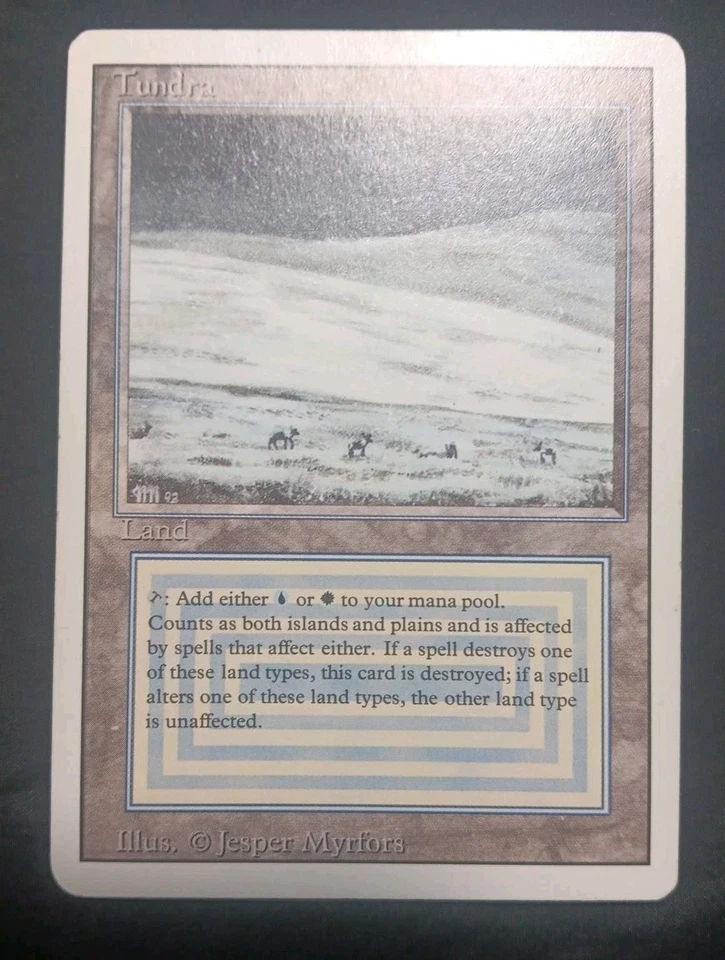 Tundra
93
Land
: Add either or to your mana pool.
Counts as both islands and plains and is affected
by spells that affect either. If a spell destroys one
of these land types, this card is destroyed; if a spell
alters one of these land types, the other land type
is unaffected.
Illus. © Jesper Myrfors